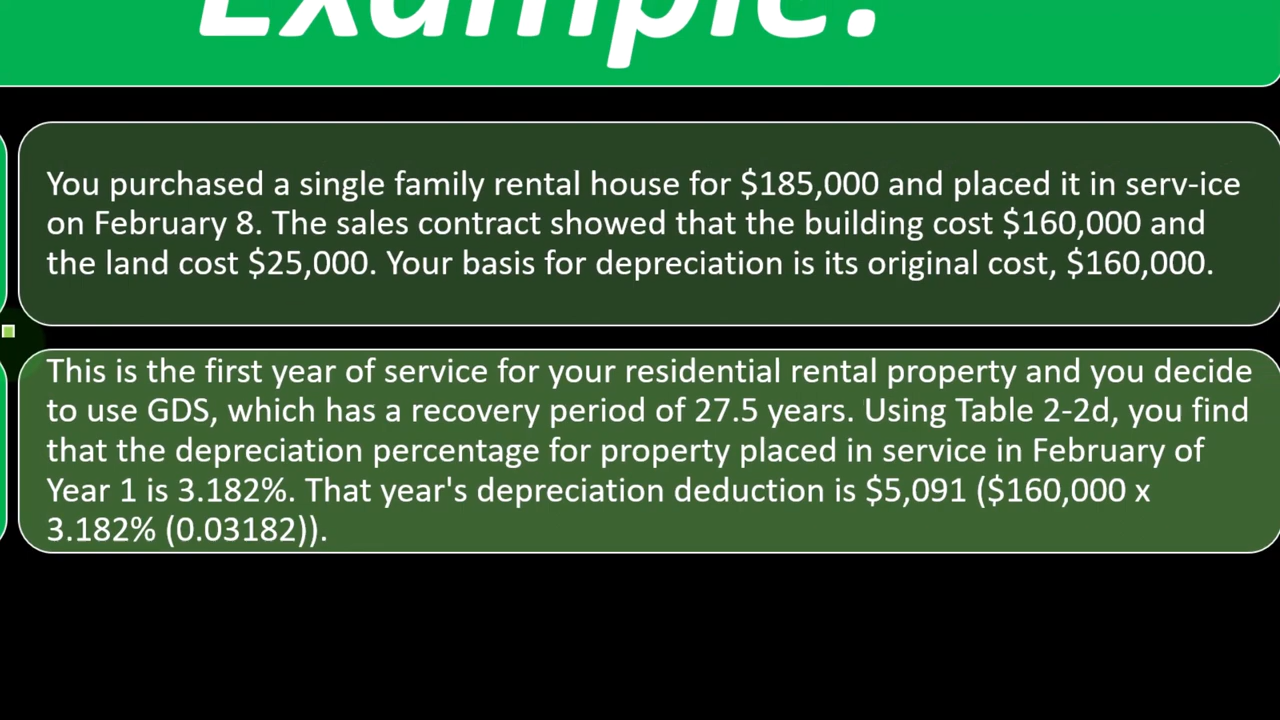 Example:
You purchased a single family rental house for $185,000 and placed it in serv-ice
on February 8. The sales contract showed that the building cost $160,000 and
the land cost $25,000. Your basis for depreciation is its original cost, $160,000.
This is the first year of service for your residential rental property and you decide
to use GDS, which has a recovery period of 27.5 years. Using Table 2-2d, you find
that the depreciation percentage for property placed in service in February of
Year 1 is 3.182%. That year's depreciation deduction is $5,091 ($160,000 x
3.182% (0.03182)).